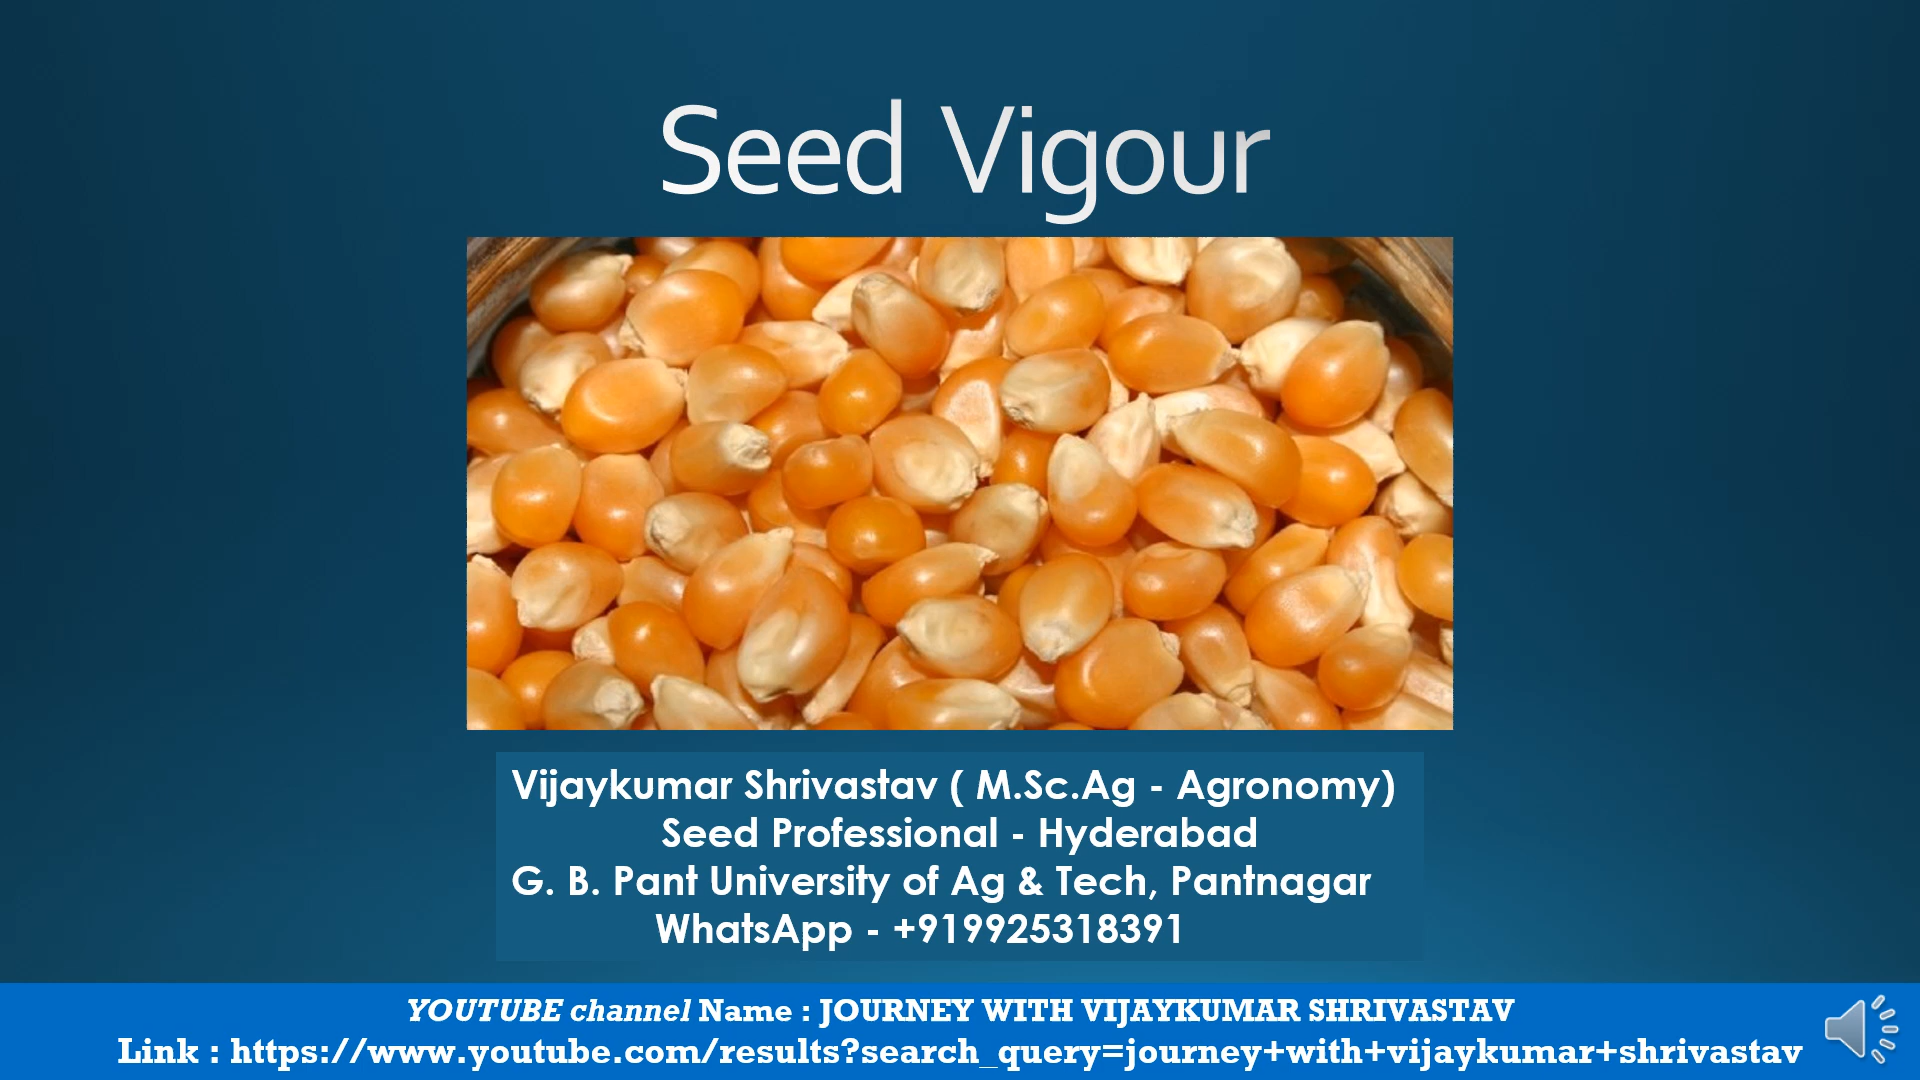 Seed Vigour
Vijaykumar Shrivastav ( M.Sc.Ag - Agronomy)
Seed Professional - Hyderabad
G. B. Pant University of Ag & Tech, Pantnagar
WhatsApp - +919925318391
YOUTUBE channel Name : JOURNEY WITH VIJAYKUMAR SHRIVASTAV
Link : https://www.youtube.com/results?search_query=journey+with+vijaykumar+shrivastav